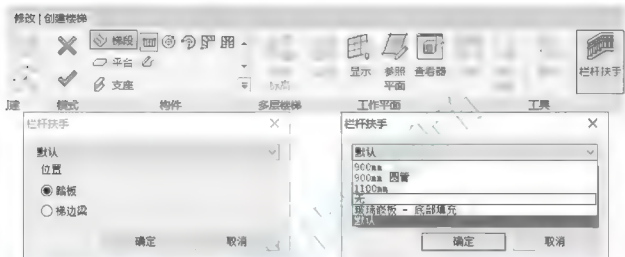 修改 | 创建楼梯
梯段
平台
支座
显示 参照 查看器
平面
栏杆扶手
模式 构件 多层楼梯 工作平面 工具
栏杆扶手
默认
位置
踏板
梯边梁
确定 取消
栏杆扶手
默认
900mm
900mm 圆管
1100mm
无
玻璃嵌板 - 底部填充
默认
确定 取消